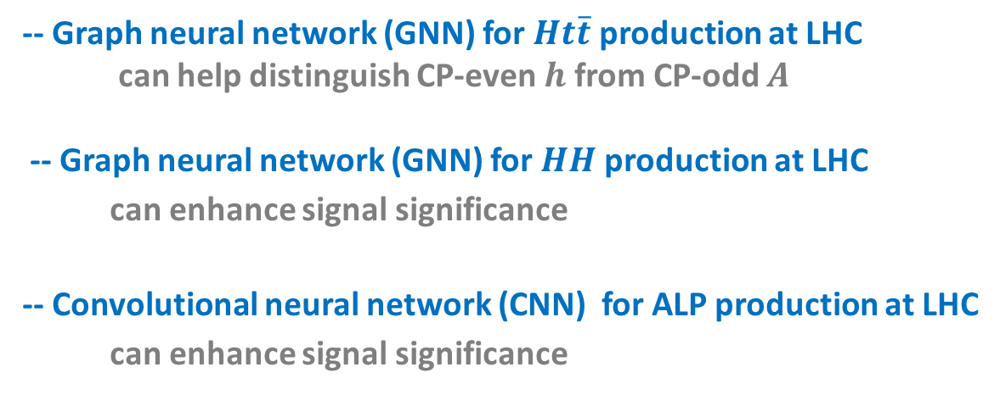 -- Graph neural network (GNN) for Htt̄ production at LHC
can help distinguish CP-even h from CP-odd A
-- Graph neural network (GNN) for HH production at LHC
can enhance signal significance
-- Convolutional neural network (CNN) for ALP production at LHC
can enhance signal significance